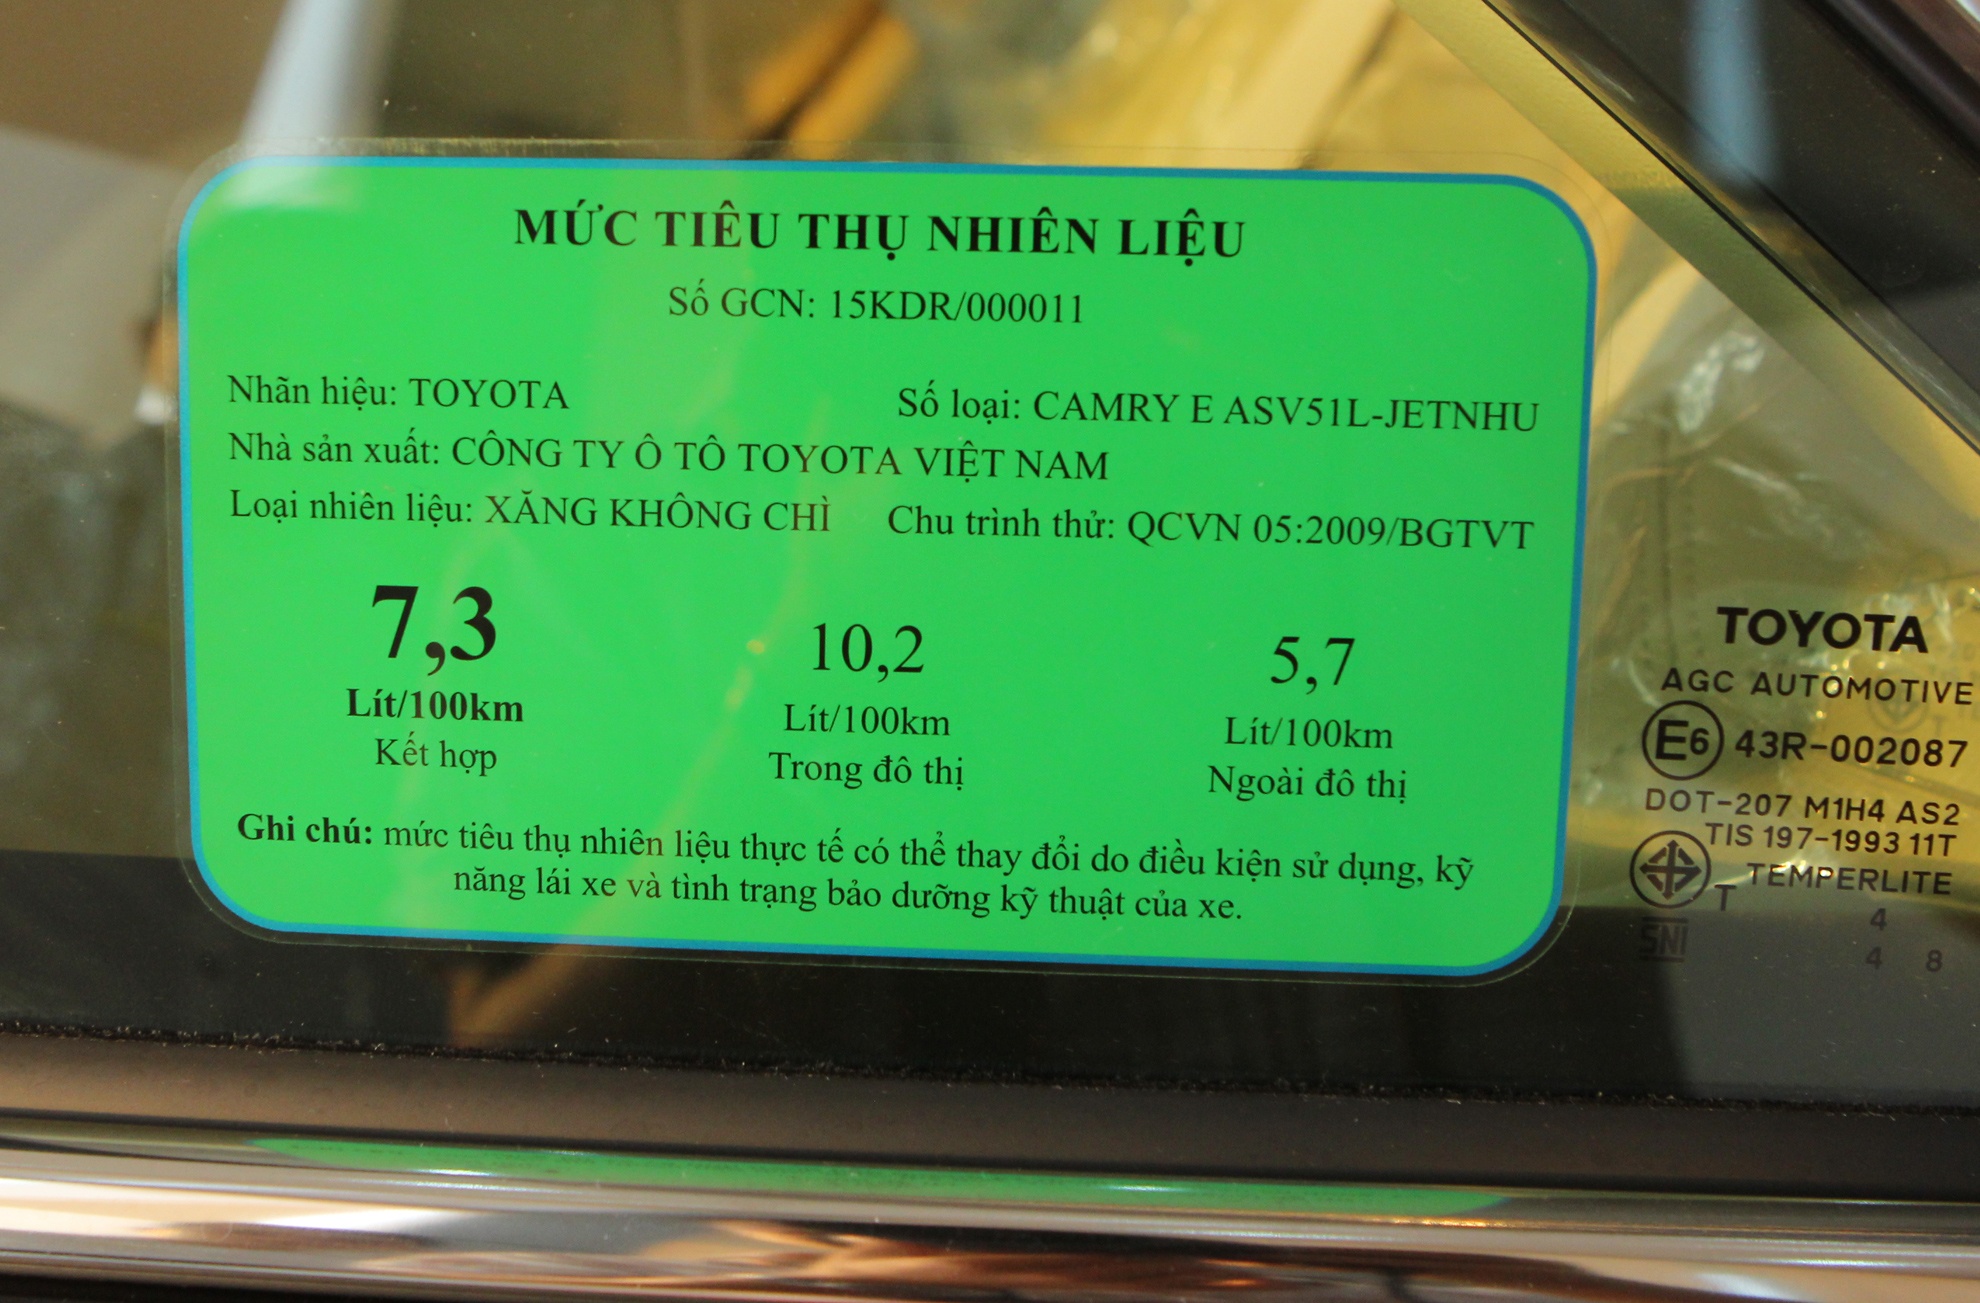 MỨC TIÊU THỤ NHIÊN LIỆU
Số GCN: 15KDR/000011
Nhãn hiệu: TOYOTA Số loại: CAMRY E ASV51L-JETNHU
Nhà sản xuất: CÔNG TY Ô TÔ TOYOTA VIỆT NAM
Loại nhiên liệu: XĂNG KHÔNG CHÌ Chu trình thử: QCVN 05:2009/BGTVT
7,3 10,2 5,7
Lít/100km Lít/100km Lít/100km
Kết hợp Trong đô thị Ngoài đô thị
Ghi chú: mức tiêu thụ nhiên liệu thực tế có thể thay đổi do điều kiện sử dụng, kỹ
năng lái xe và tình trạng bảo dưỡng kỹ thuật của xe.
TOYOTA
AGC AUTOMOTIVE
E6 43R-002087
DOT-207 M1H4 AS2
TIS 197-1993 11T
TEMPERLITE
T
4
SNI
4 8